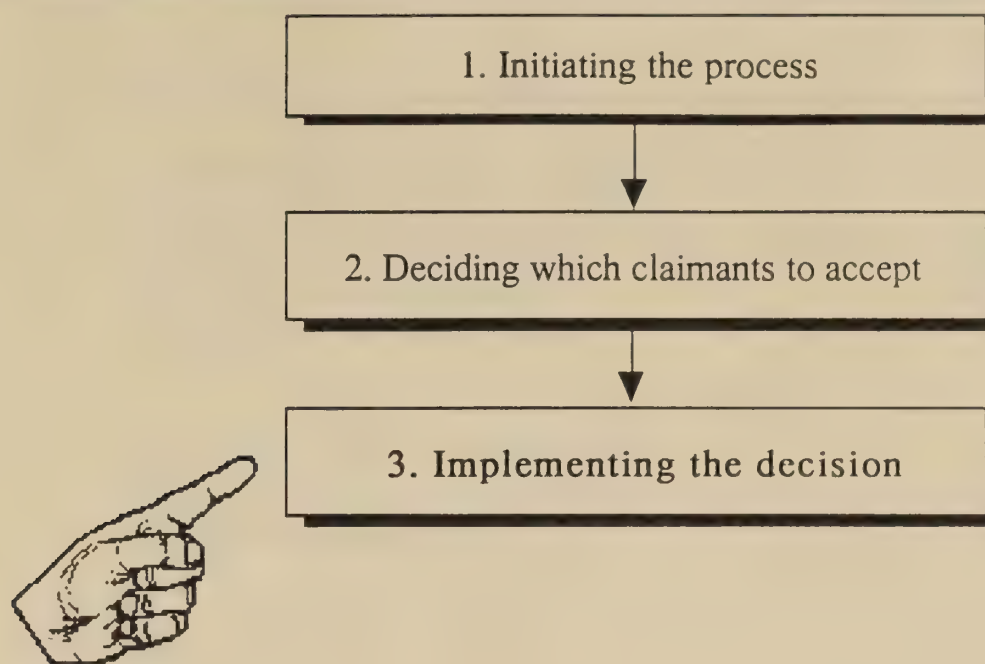 1. Initiating the process
2. Deciding which claimants to accept
3. Implementing the decision